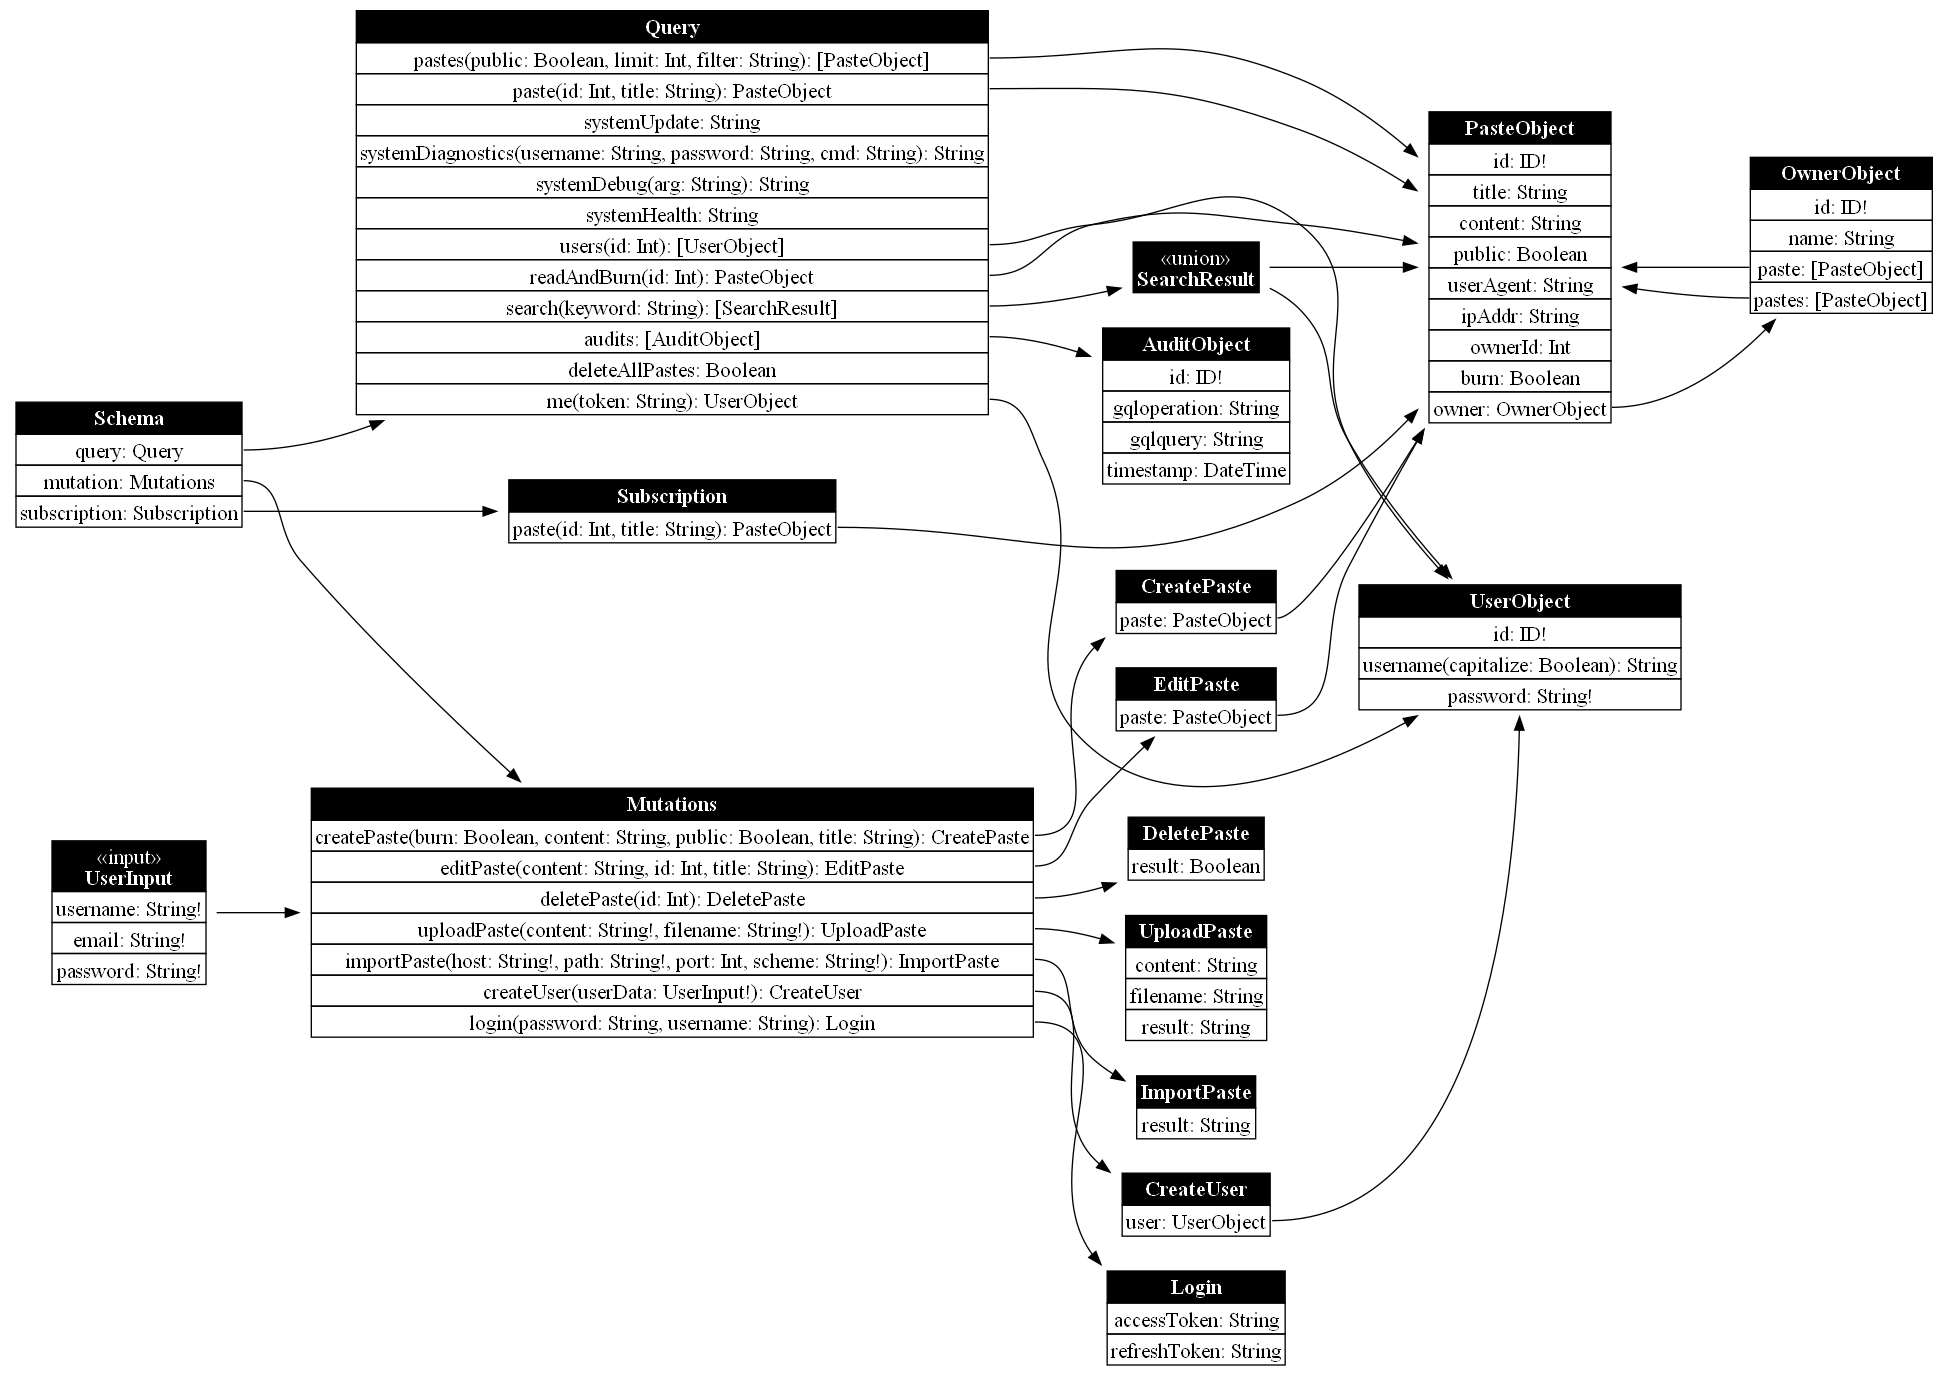 Query
pastes(public: Boolean, limit: Int, filter: String): [PasteObject]
paste(id: Int, title: String): PasteObject
systemUpdate: String
systemDiagnostics(username: String, password: String, cmd: String): String
systemDebug(arg: String): String
systemHealth: String
users(id: Int): [UserObject]
readAndBurn(id: Int): PasteObject
search(keyword: String): [SearchResult]
audits: [AuditObject]
deleteAllPastes: Boolean
me(token: String): UserObject
Schema
query: Query
mutation: Mutations
subscription: Subscription
Subscription
paste(id: Int, title: String): PasteObject
«input»
UserInput
username: String!
email: String!
password: String!
Mutations
createPaste(burn: Boolean, content: String, public: Boolean, title: String): CreatePaste
editPaste(content: String, id: Int, title: String): EditPaste
deletePaste(id: Int): DeletePaste
uploadPaste(content: String!, filename: String!): UploadPaste
importPaste(host: String!, path: String!, port: Int, scheme: String!): ImportPaste
createUser(userData: UserInput!): CreateUser
login(password: String, username: String): Login
«union»
SearchResult
AuditObject
id: ID!
gqloperation: String
gqlquery: String
timestamp: DateTime
CreatePaste
paste: PasteObject
EditPaste
paste: PasteObject
DeletePaste
result: Boolean
UploadPaste
content: String
filename: String
result: String
ImportPaste
result: String
CreateUser
user: UserObject
Login
accessToken: String
refreshToken: String
PasteObject
id: ID!
title: String
content: String
public: Boolean
userAgent: String
ipAddr: String
ownerId: Int
burn: Boolean
owner: OwnerObject
UserObject
id: ID!
username(capitalize: Boolean): String
password: String!
OwnerObject
id: ID!
name: String
paste: [PasteObject]
pastes: [PasteObject]